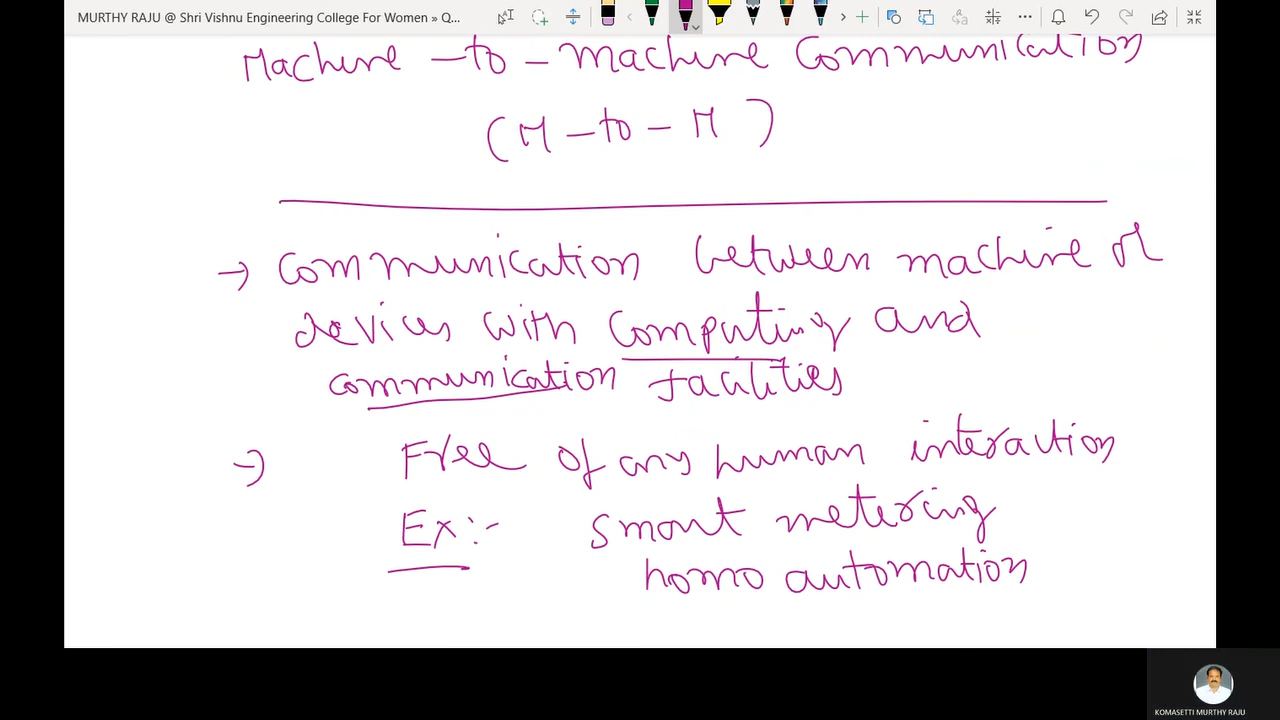 MURTHY RAJU @ Shri Vishnu Engineering College For Women » Q...
Machine -to - machine Communication
(M - to - M )
→ Communication between machine or
devices with computing and
communication facilities
→ Free of any human interaction
Ex:- Smart metering
homo automation
KOMASETTI MURTHY RAJU